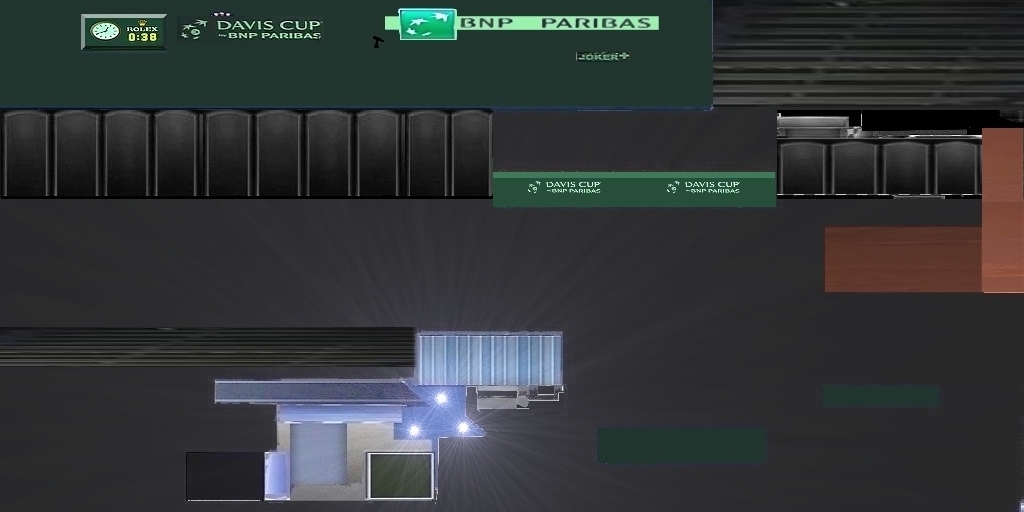 ROLEX
0:38
DAVIS CUP
by BNP PARIBAS
BNP PARIBAS
JOKER+
DAVIS CUP
by BNP PARIBAS
DAVIS CUP
by BNP PARIBAS